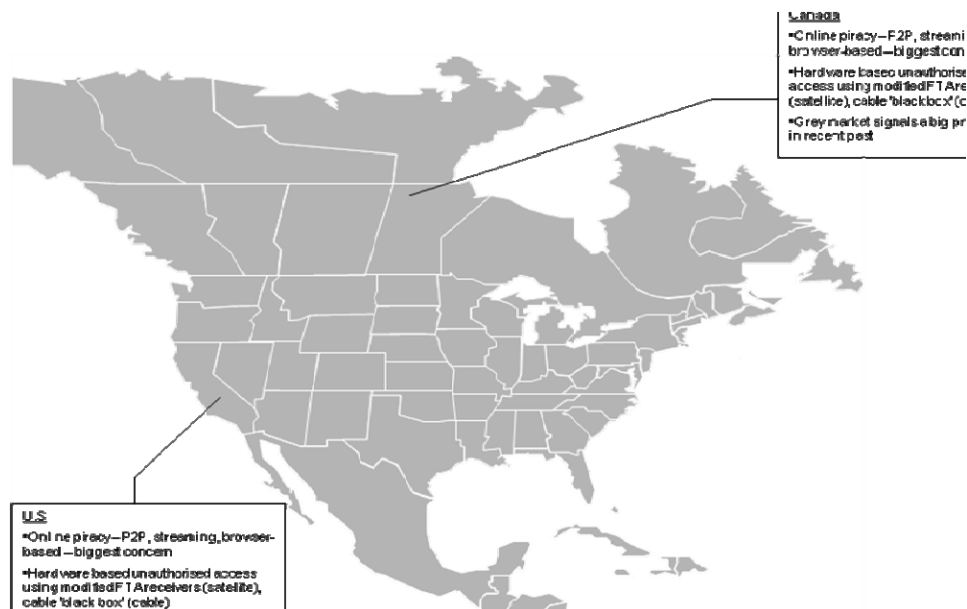 Canada
▪Online piracy–P2P, streami
browser-based–biggest con
▪Hardware based unauthorise
access using modified FTA re
(satellite), cable 'black box' (c
▪Grey market signals a big pr
in recent past
U.S
▪Online piracy–P2P, streaming, browser-
based –biggest concern
▪Hardware based unauthorised access
using modified FTA receivers (satellite),
cable 'black box' (cable)